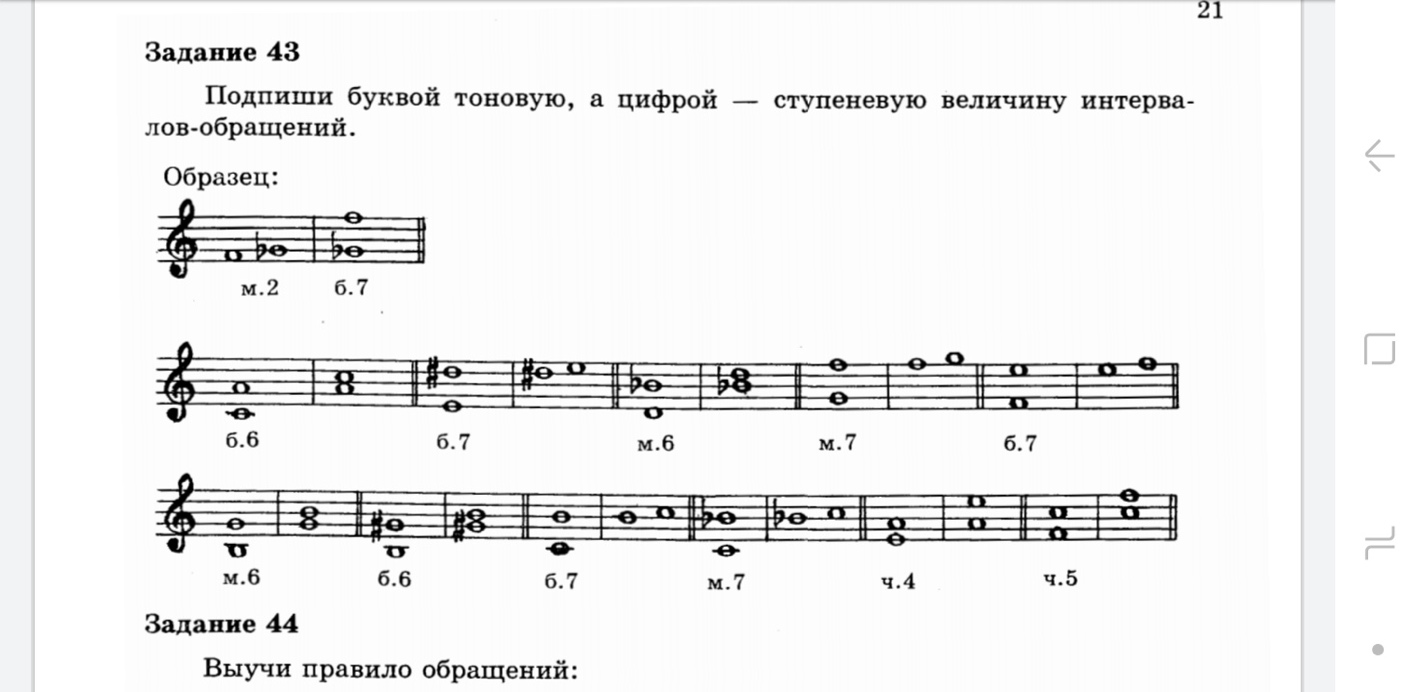 21
Задание 43
Подпиши буквой тоновую, а цифрой — ступеневую величину интерва-
лов-обращений.
Образец:
м.2 б.7
б.6 б.7 м.6 м.7 б.7
м.6 б.6 б.7 м.7 ч.4 ч.5
Задание 44
Выучи правило обращений: